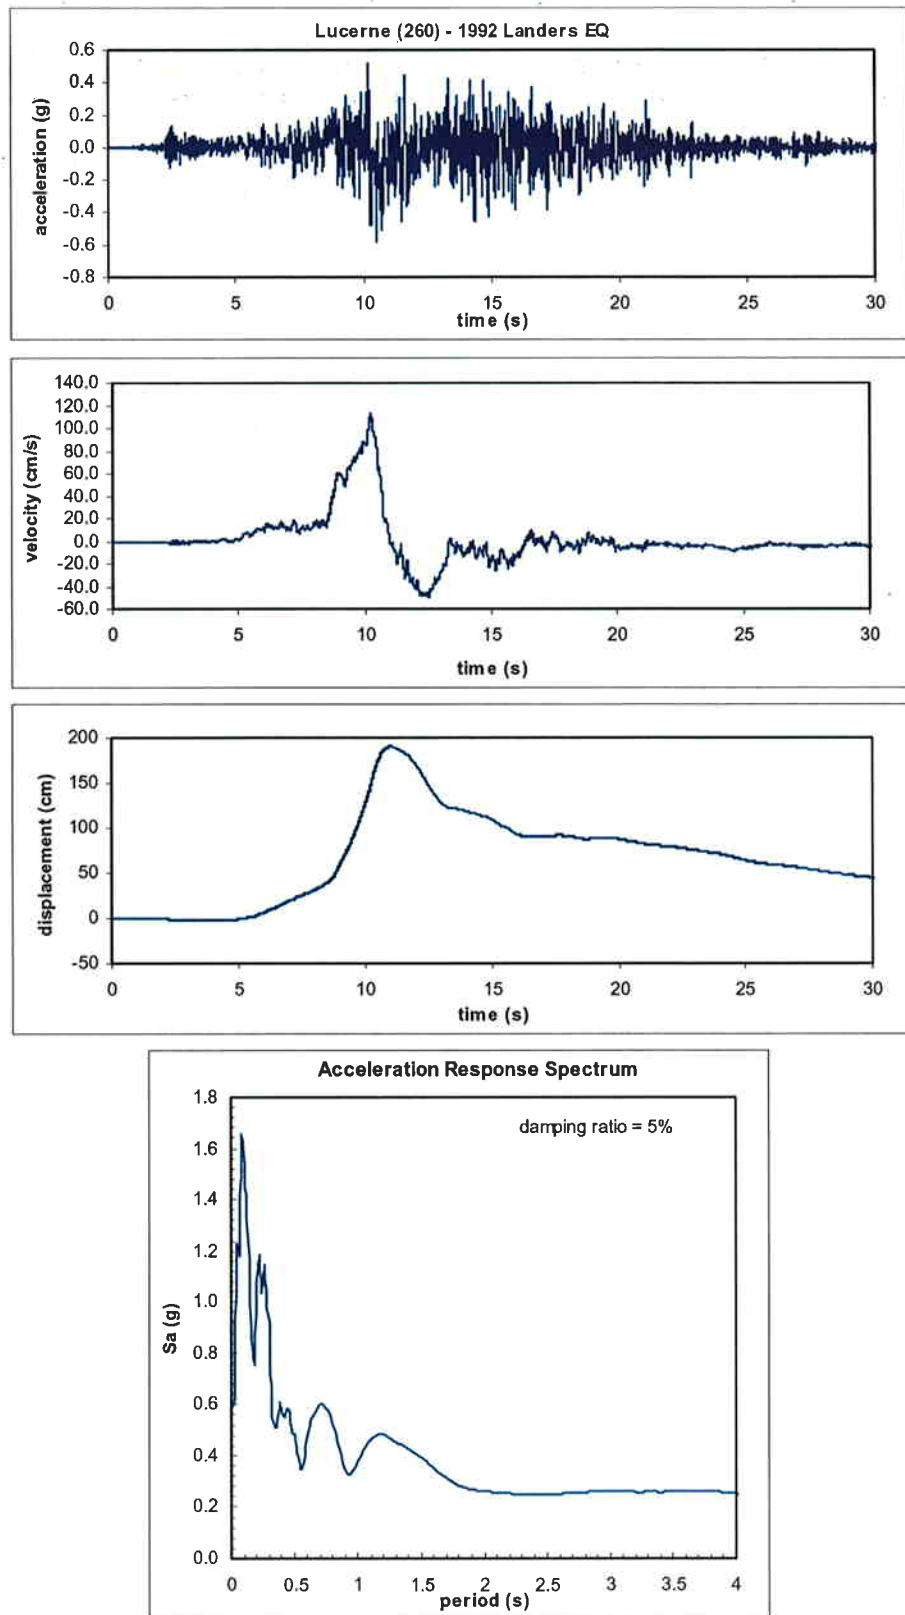 Lucerne (260) - 1992 Landers EQ
acceleration (g)
0.6
0.4
0.2
0.0
-0.2
-0.4
-0.6
-0.8
0 5 10 15 20 25 30
time (s)
velocity (cm/s)
140.0
120.0
100.0
80.0
60.0
40.0
20.0
0.0
-20.0
-40.0
-60.0
0 5 10 15 20 25 30
time (s)
displacement (cm)
200
150
100
50
0
-50
0 5 10 15 20 25 30
time (s)
Acceleration Response Spectrum
damping ratio = 5%
Sa (g)
1.8
1.6
1.4
1.2
1.0
0.8
0.6
0.4
0.2
0.0
0 0.5 1 1.5 2 2.5 3 3.5 4
period (s)